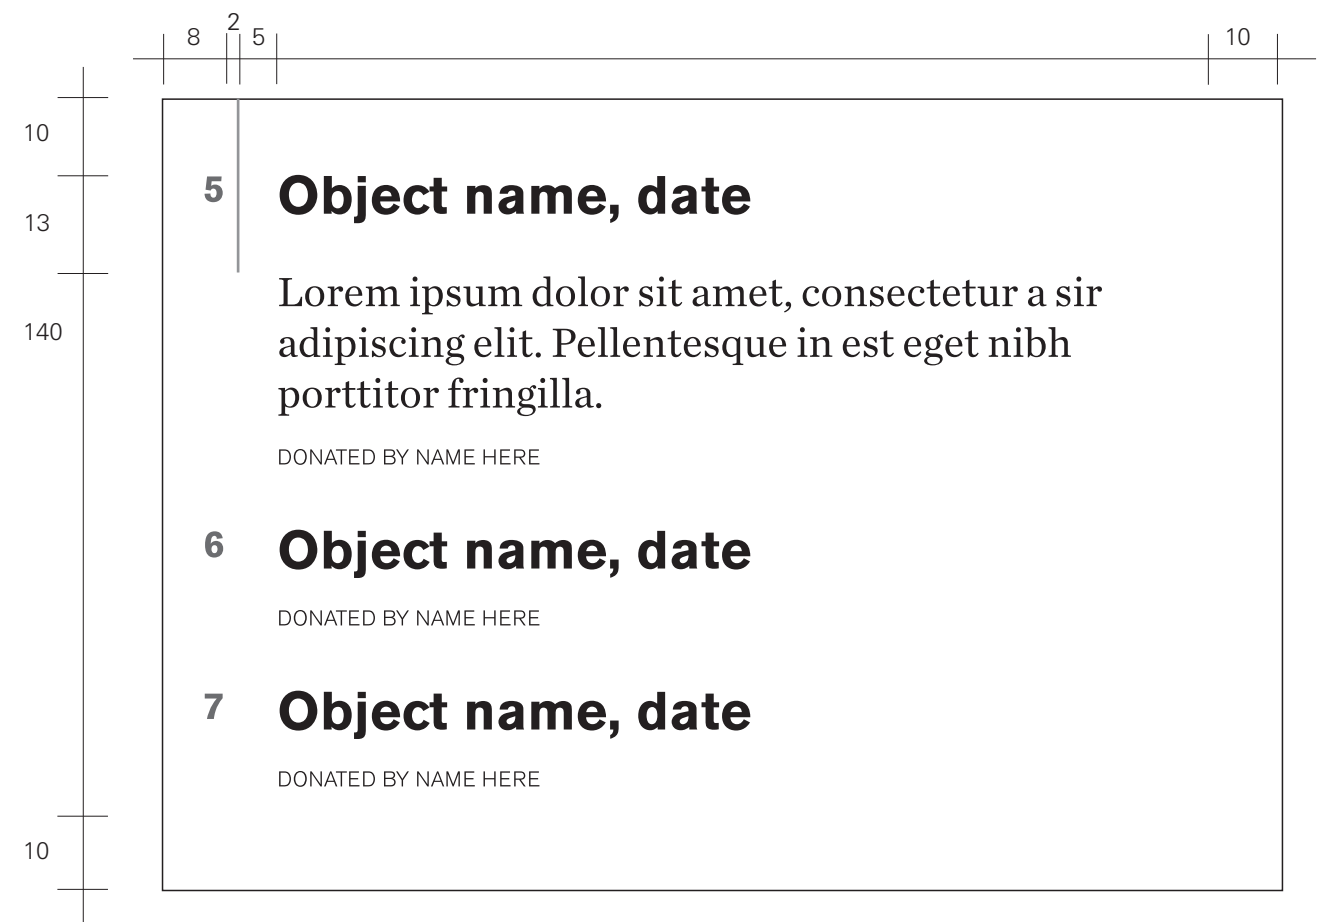 8 2 5 10
10
13
140
10
5 Object name, date
Lorem ipsum dolor sit amet, consectetur a sir
adipiscing elit. Pellentesque in est eget nibh
porttitor fringilla.
DONATED BY NAME HERE
6 Object name, date
DONATED BY NAME HERE
7 Object name, date
DONATED BY NAME HERE